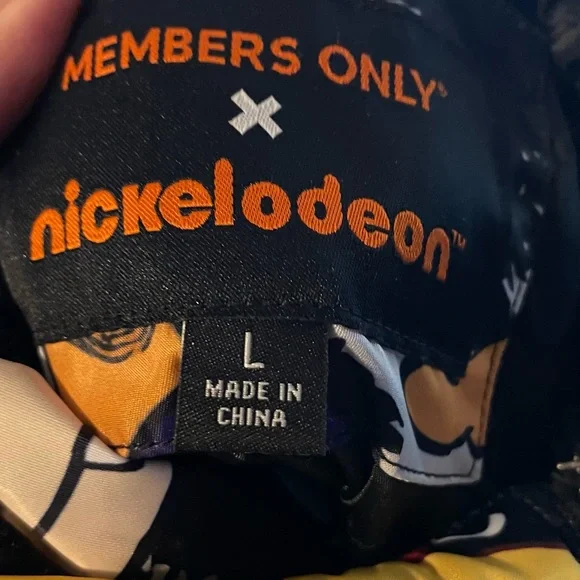 MEMBERS ONLY®
×
nickelodeon™
L
MADE IN
CHINA